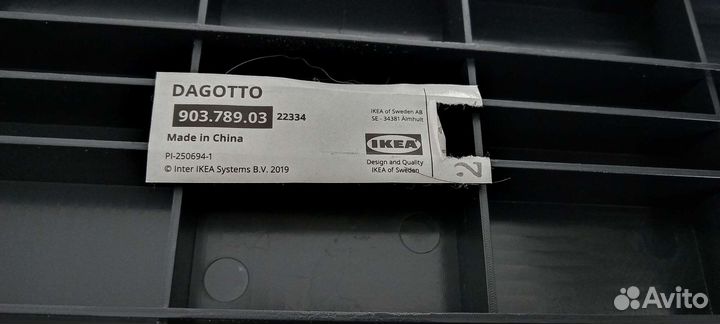 DAGOTTO
903.789.03 22334
Made in China
PI-250694-1
© Inter IKEA Systems B.V. 2019
IKEA of Sweden AB
SE - 34381 Älmhult
IKEA
Design and Quality
IKEA of Sweden
2
Avito